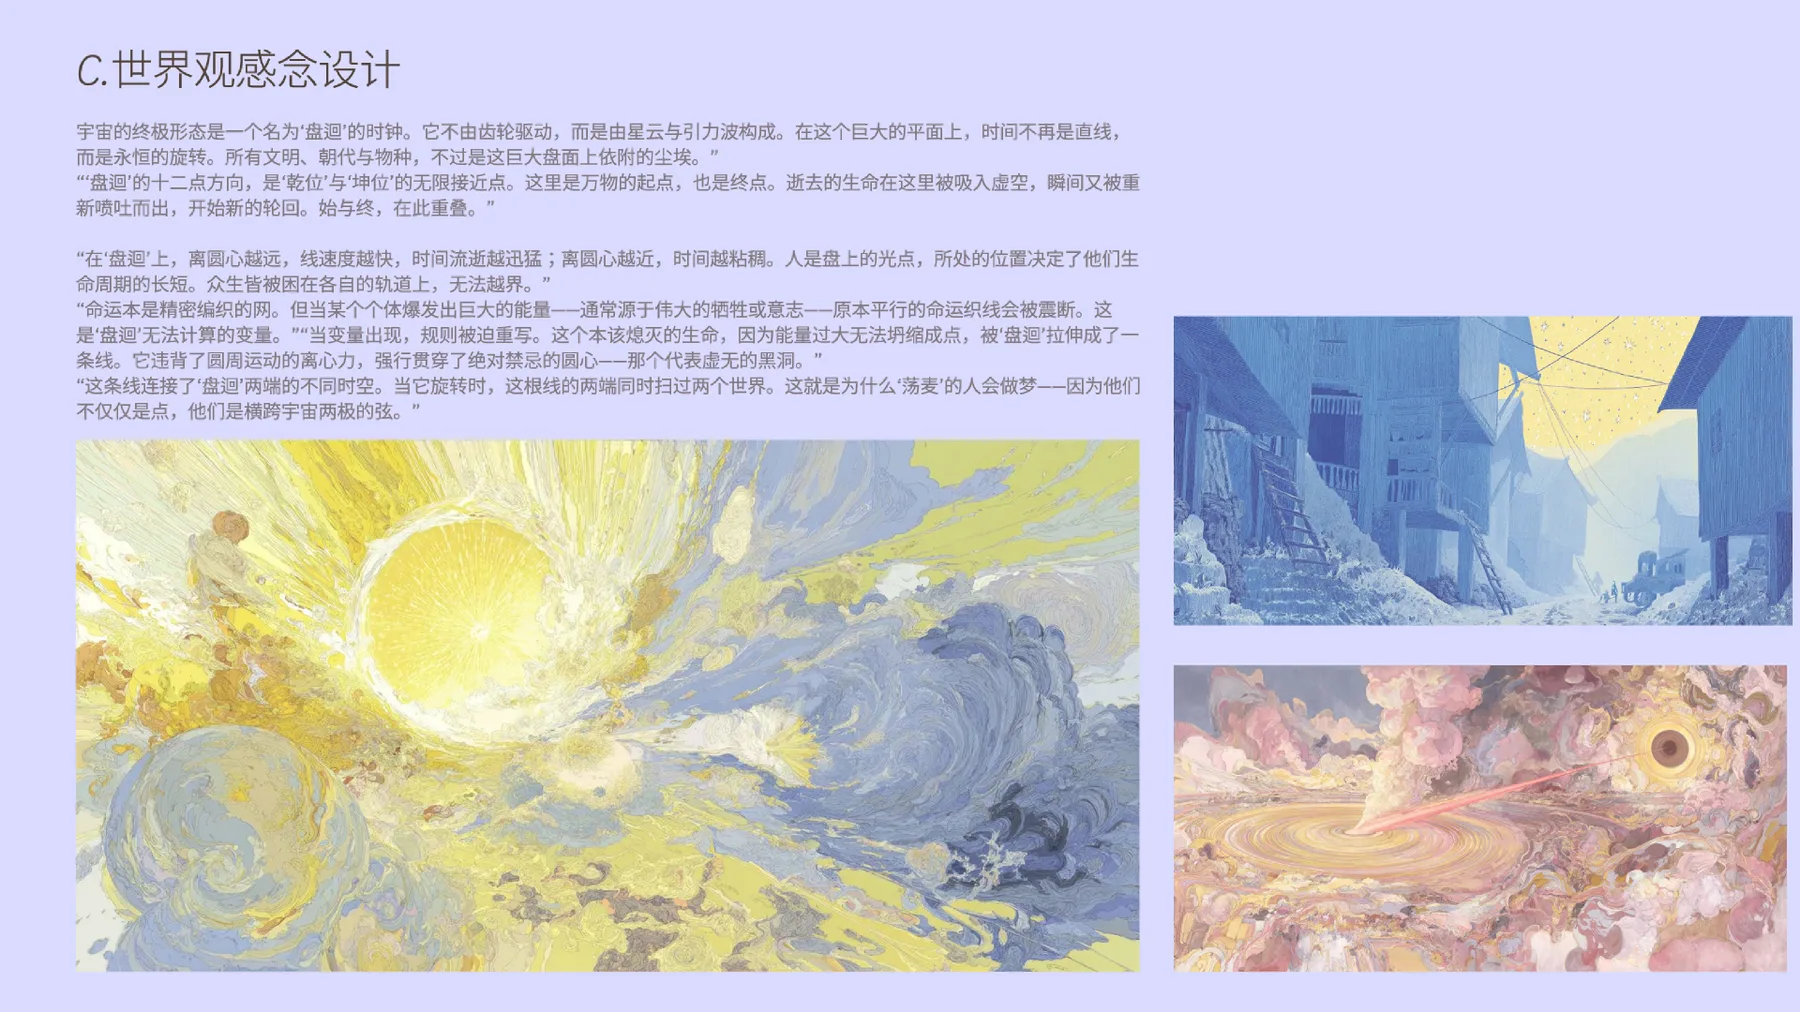 C.世界观感念设计
宇宙的终极形态是一个名为‘盘迴’的时钟。它不由齿轮驱动，而是由星云与引力波构成。在这个巨大的平面上，时间不再是直线，
而是永恒的旋转。所有文明、朝代与物种，不过是这巨大盘面上依附的尘埃。”
“‘盘迴’的十二点方向，是‘乾位’与‘坤位’的无限接近点。这里是万物的起点，也是终点。逝去的生命在这里被吸入虚空，瞬间又被重
新喷吐而出，开始新的轮回。始与终，在此重叠。”
“在‘盘迴’上，离圆心越远，线速度越快，时间流逝越迅猛；离圆心越近，时间越粘稠。人是盘上的光点，所处的位置决定了他们生
命周期的长短。众生皆被困在各自的轨道上，无法越界。”
“命运本是精密编织的网。但当某个个体爆发出巨大的能量——通常源于伟大的牺牲或意志——原本平行的命运织线会被震断。这
是‘盘迴’无法计算的变量。”“当变量出现，规则被迫重写。这个本该熄灭的生命，因为能量过大无法坍缩成点，被‘盘迴’拉伸成了一
条线。它违背了圆周运动的离心力，强行贯穿了绝对禁忌的圆心——那个代表虚无的黑洞。”
“这条线连接了‘盘迴’两端的不同时空。当它旋转时，这根线的两端同时扫过两个世界。这就是为什么‘荡麦’的人会做梦——因为他们
不仅仅是点，他们是横跨宇宙两极的弦。”